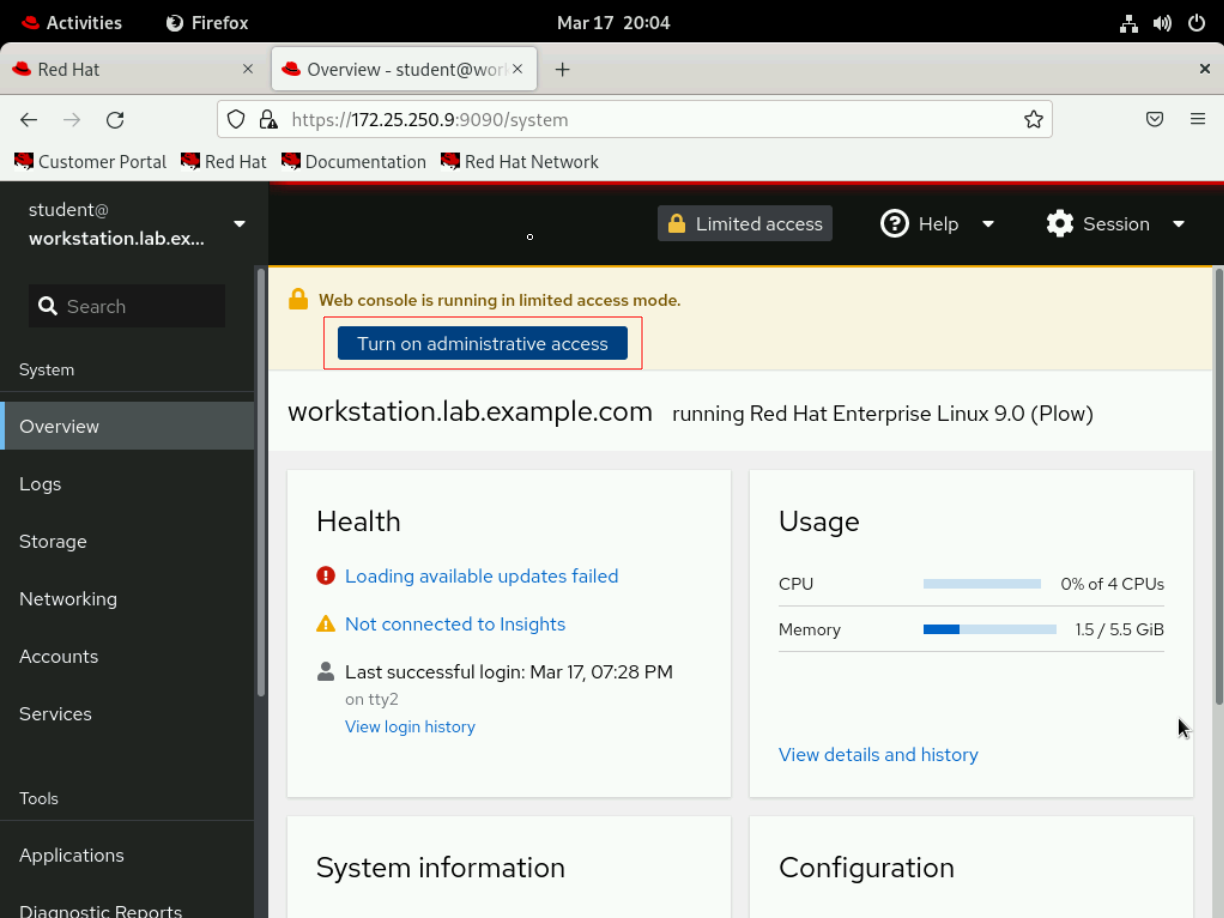 Activities
Firefox
Mar 17 20:04
Red Hat
Overview - student@wor
https://172.25.250.9:9090/system
Customer Portal
Red Hat
Documentation
Red Hat Network
student@
workstation.lab.ex...
Limited access
Help
Session
Search
Web console is running in limited access mode.
Turn on administrative access
System
Overview
Logs
Storage
Networking
Accounts
Services
Tools
Applications
Diagnostic Reports
workstation.lab.example.com running Red Hat Enterprise Linux 9.0 (Plow)
Health
Loading available updates failed
Not connected to Insights
Last successful login: Mar 17, 07:28 PM
on tty2
View login history
Usage
CPU 0% of 4 CPUs
Memory 1.5 / 5.5 GiB
View details and history
System information
Configuration